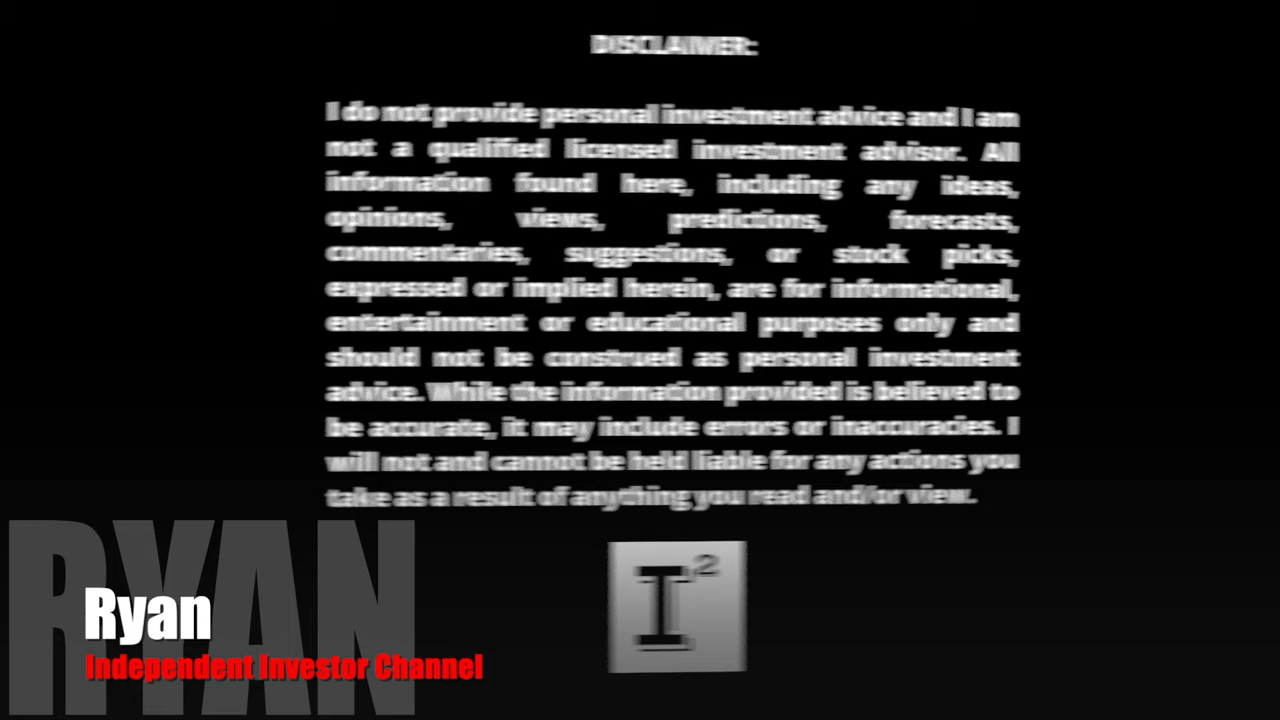 DISCLAIMER:
I do not provide personal investment advice and I am
not a qualified licensed investment advisor. All
information found here, including any ideas,
opinions, views, predictions, forecasts,
commentaries, suggestions, or stock picks,
expressed or implied herein, are for informational,
entertainment or educational purposes only and
should not be construed as personal investment
advice. While the information provided is believed to
be accurate, it may include errors or inaccuracies. I
will not and cannot be held liable for any actions you
take as a result of anything you read and/or view.
I²
RYAN
Ryan
Independent Investor Channel